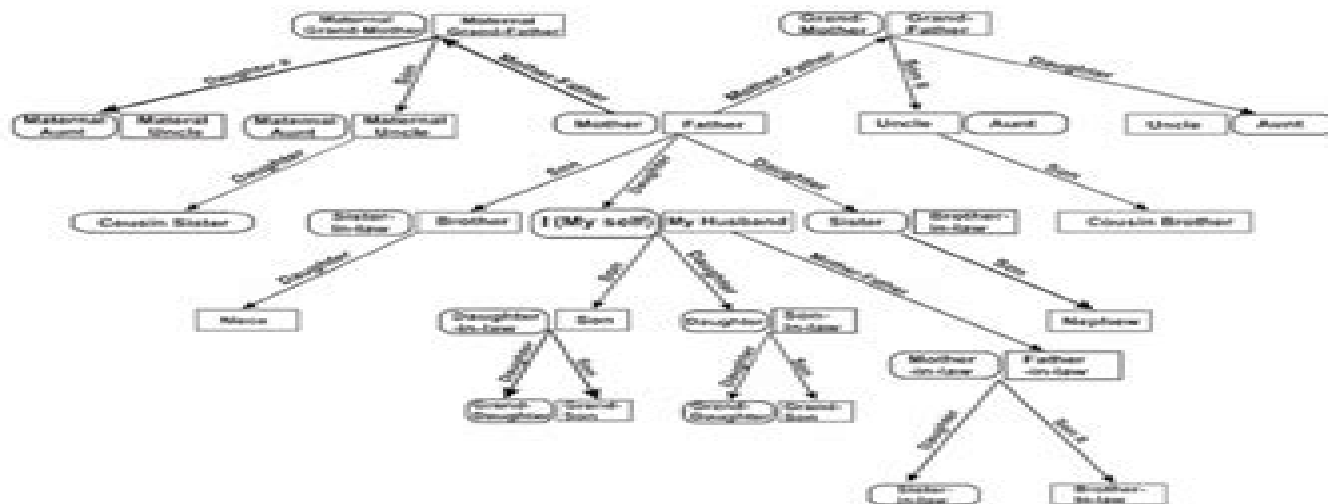 Maternal
Grand-Mother
Maternal
Grand-Father
Grand-
Mother
Grand-
Father
Son
Mother-Father
Mother-Father
Daughter
Maternal
Aunt
Materal
Uncle
Maternal
Aunt
Maternal
Uncle
Mother
Father
Uncle
Aunt
Uncle
Aunt
Daughter
Son
Daughter
Daughter
Son
Cousin Sister
Sister-
in-law
Brother
I (My self)
My Husband
Sister
Brother-
in-law
Cousin Brother
Daughter
Son
Daughter
Mother-Father
Son
Niece
Daughter
-in-law
Son
Daughter
Son-
in-law
Nephew
Daughter
Son
Daughter
Son
Mother
-in-law
Father
-in-law
Grand-
Daughter
Grand-
Son
Grand-
Daughter
Grand-
Son
Daughter
Sister-
in-law
Brother-
in-law